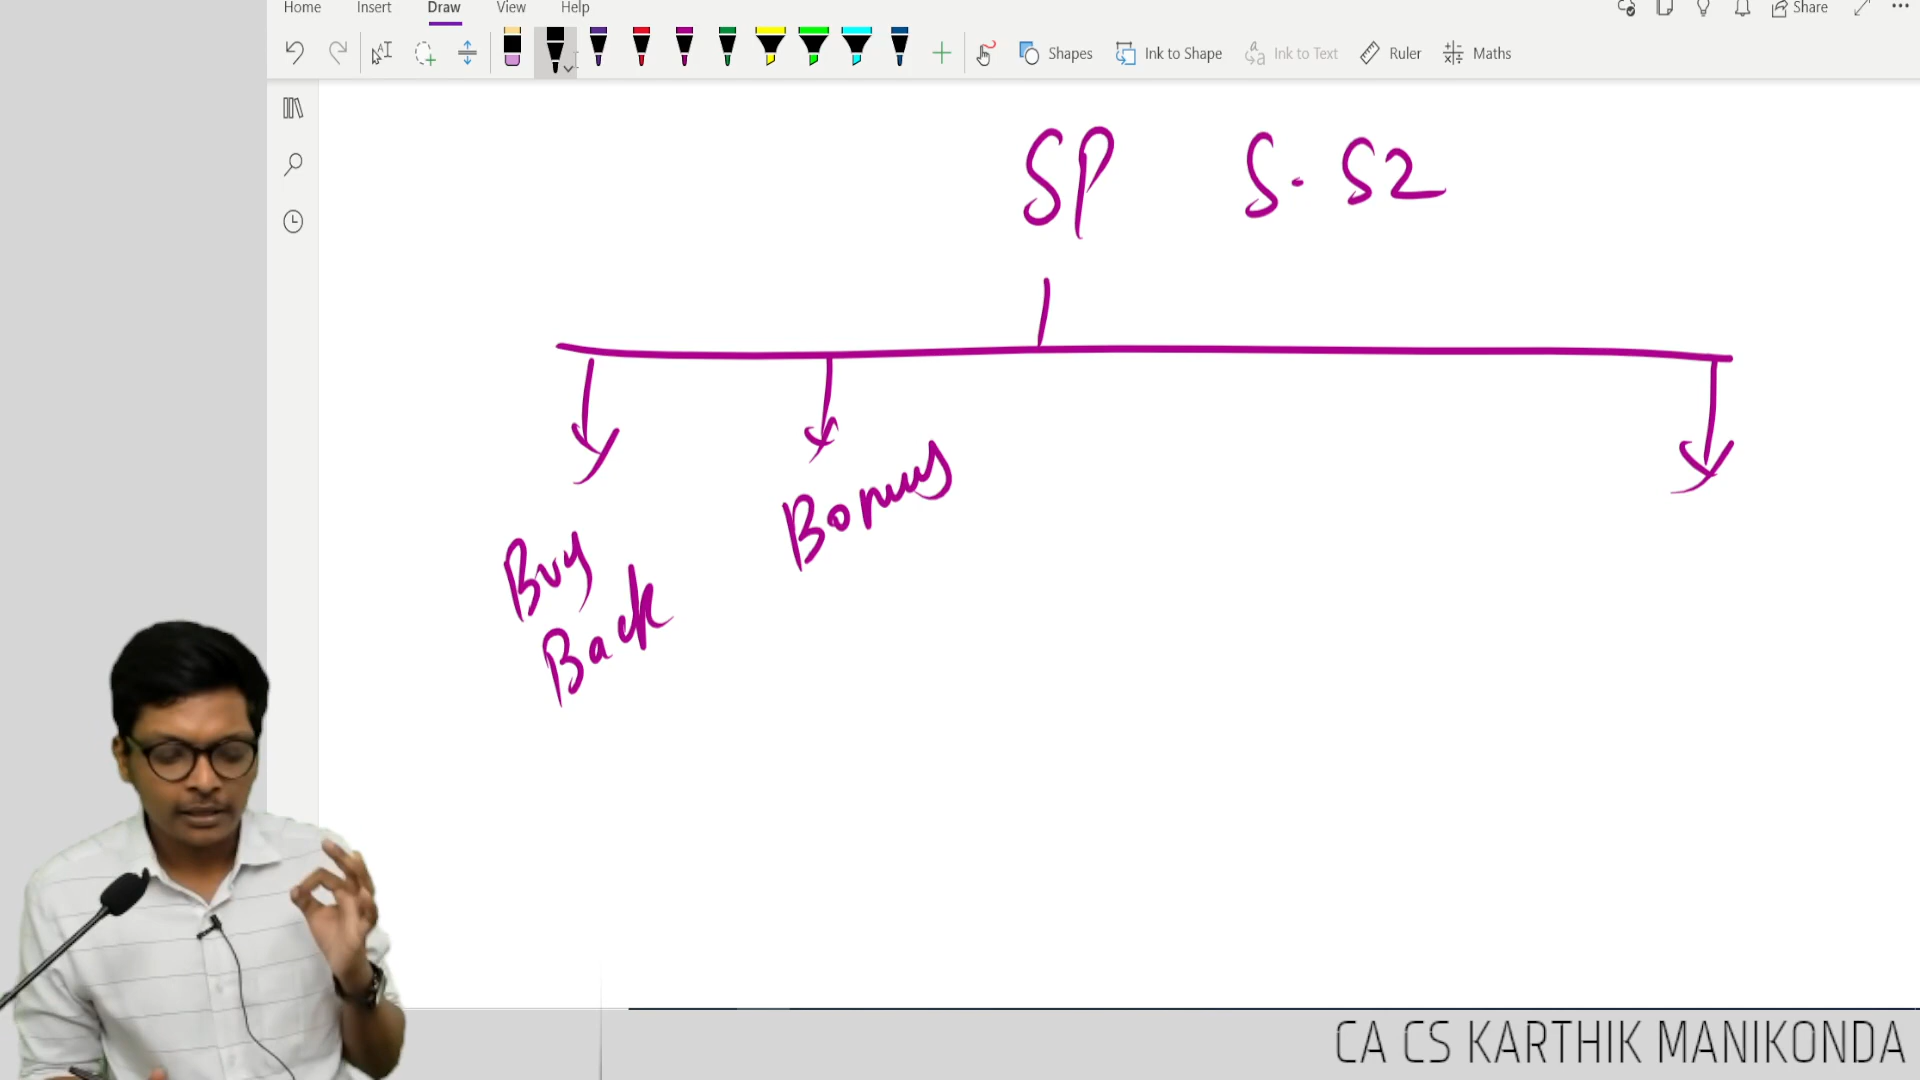 Home Insert Draw View Help Share
Shapes Ink to Shape Ink to Text Ruler Maths
SP S. 52
Buy
Back
Bonus
CA CS KARTHIK MANIKONDA